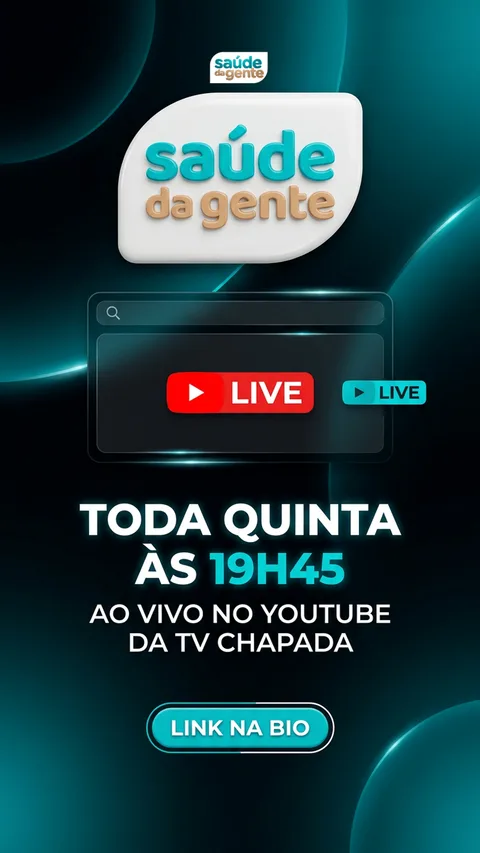 saúde
da gente
saúde
da gente
LIVE
LIVE
TODA QUINTA
ÀS 19H45
AO VIVO NO YOUTUBE
DA TV CHAPADA
LINK NA BIO